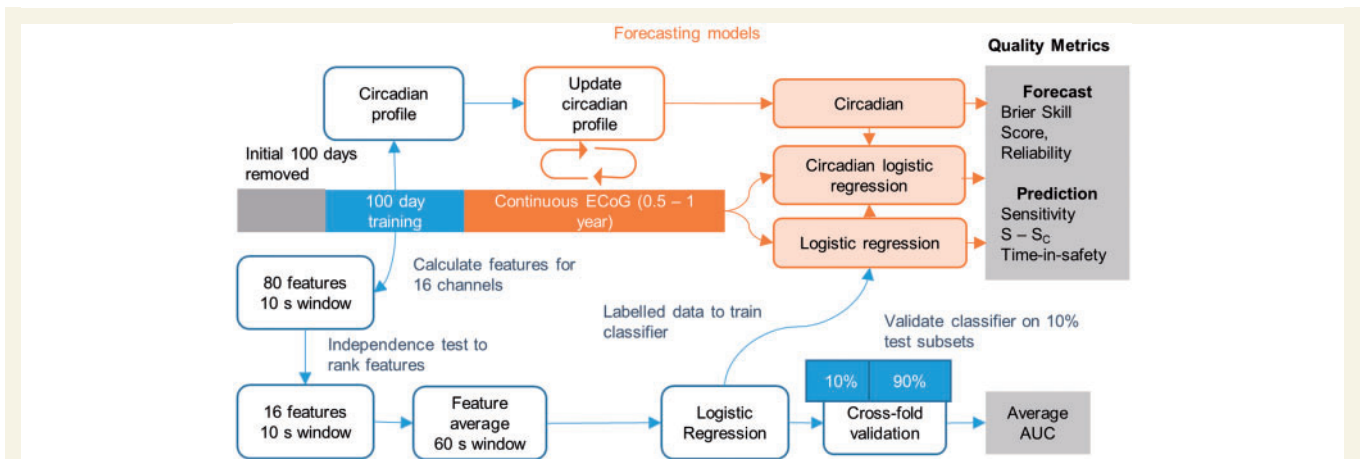 Forecasting models
Quality Metrics
Circadian
profile
Update
circadian
profile
Circadian
Forecast
Brier Skill
Score,
Reliability
Initial 100 days
removed
Circadian logistic
regression
100 day
training
Continuous ECoG (0.5 – 1
year)
Prediction
Sensitivity
S – SC
Time-in-safety
Logistic regression
80 features
10 s window
Calculate features for
16 channels
Labelled data to train
classifier
Validate classifier on 10%
test subsets
Independence test to
rank features
10%
90%
16 features
10 s window
Feature
average
60 s window
Logistic
Regression
Cross-fold
validation
Average
AUC